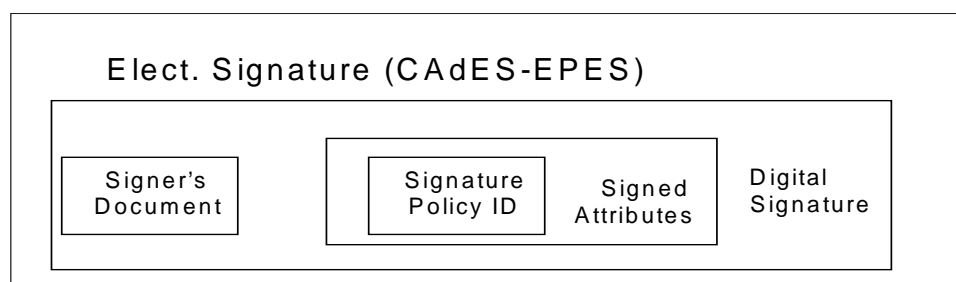 Elect. Signature (CAdES-EPES)
Signer's
Document
Signature
Policy ID
Signed
Attributes
Digital
Signature